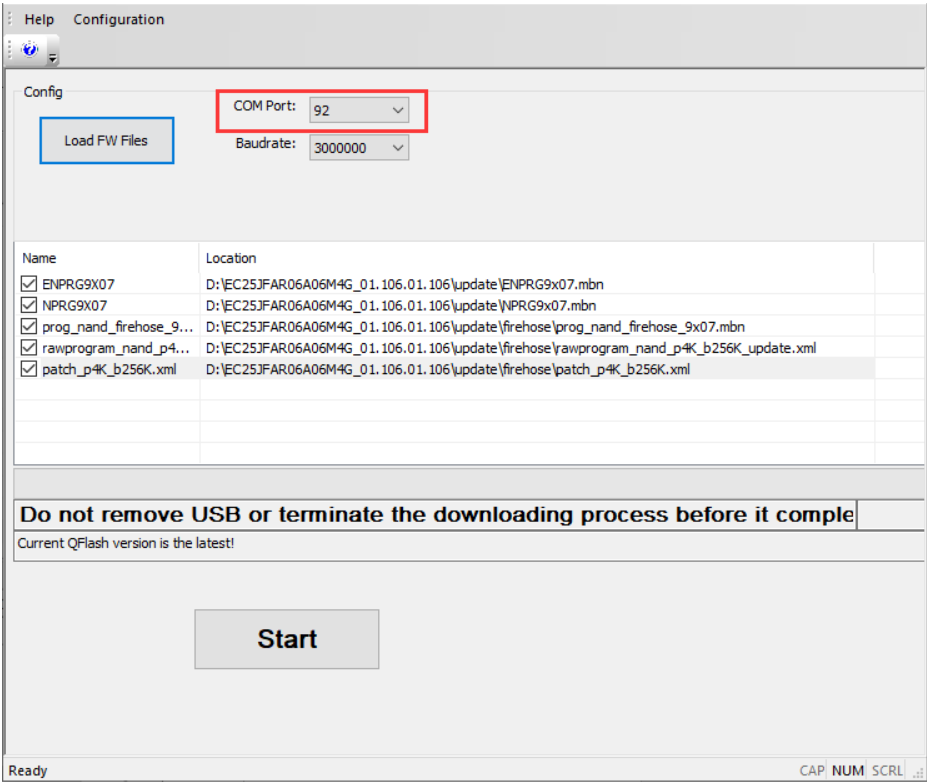 Help Configuration
Config
Load FW Files
COM Port: 92
Baudrate: 3000000
Name Location
ENPRG9X07 D:\EC25JFAR06A06M4G_01.106.01.106\update\ENPRG9x07.mbn
NPRG9X07 D:\EC25JFAR06A06M4G_01.106.01.106\update\NPRG9x07.mbn
prog_nand_firehose_9... D:\EC25JFAR06A06M4G_01.106.01.106\update\firehose\prog_nand_firehose_9x07.mbn
rawprogram_nand_p4... D:\EC25JFAR06A06M4G_01.106.01.106\update\firehose\rawprogram_nand_p4K_b256K_update.xml
patch_p4K_b256K.xml D:\EC25JFAR06A06M4G_01.106.01.106\update\firehose\patch_p4K_b256K.xml
Do not remove USB or terminate the downloading process before it comple
Current QFlash version is the latest!
Start
Ready CAP NUM SCRL